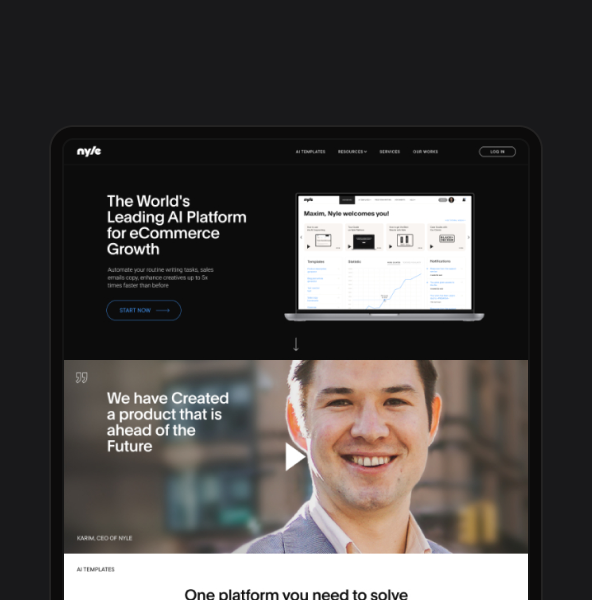 nyle
AI TEMPLATES
RESOURCES
SERVICES
OUR WORKS
LOG IN
The World's
Leading AI Platform
for eCommerce
Growth
Automate your routine writing tasks, sales
emails copy, enhance creatives up to 5x
times faster than before
START NOW
nyle
Maxim, Nyle welcomes you!
Templates
Statistic
Notifications
We have Created
a product that is
ahead of the
Future
KARIM, CEO OF NYLE
AI TEMPLATES
One platform you need to solve